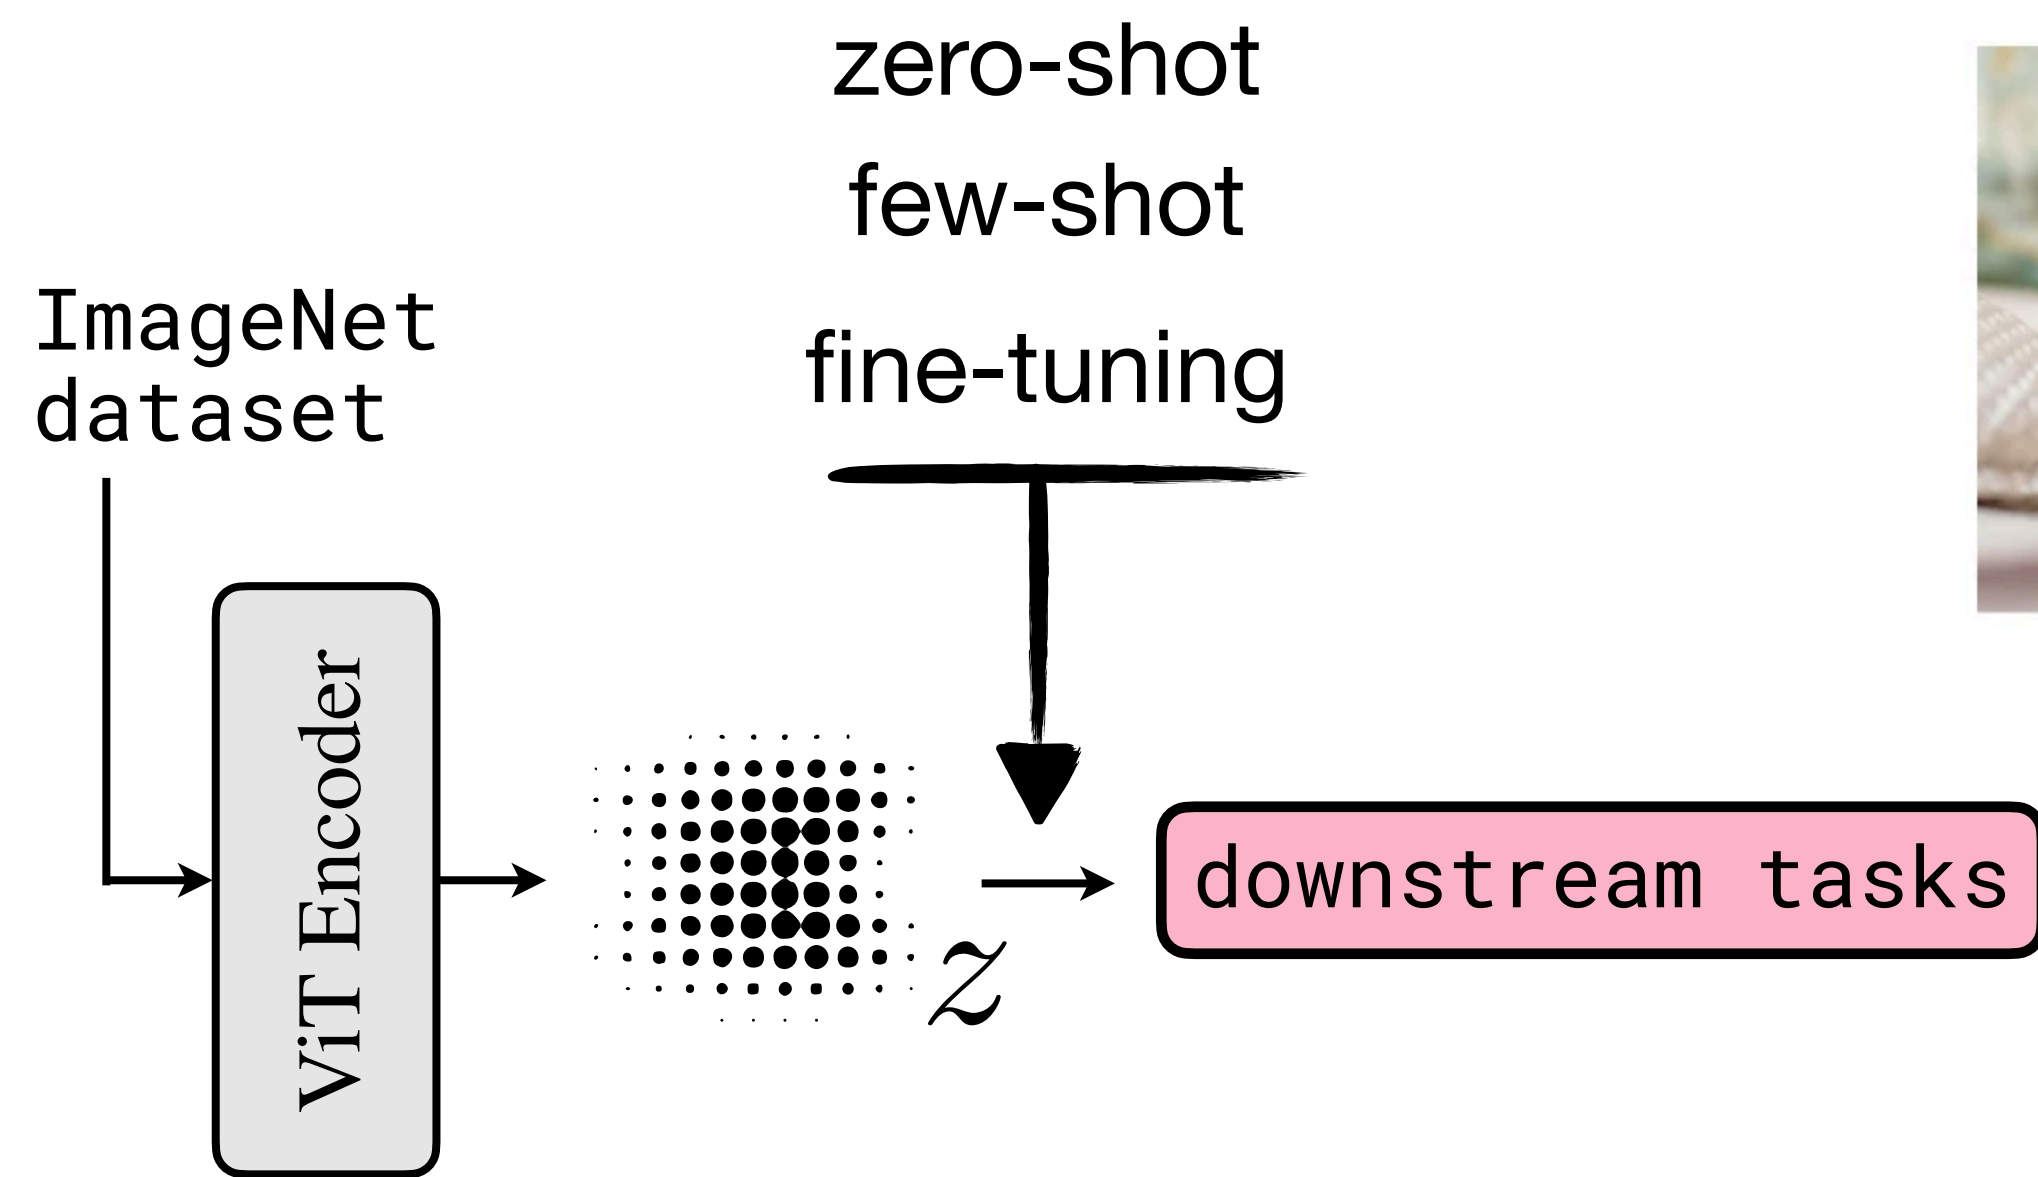 zero-shot
few-shot
fine-tuning
ImageNet
dataset
ViT Encoder
z
downstream tasks